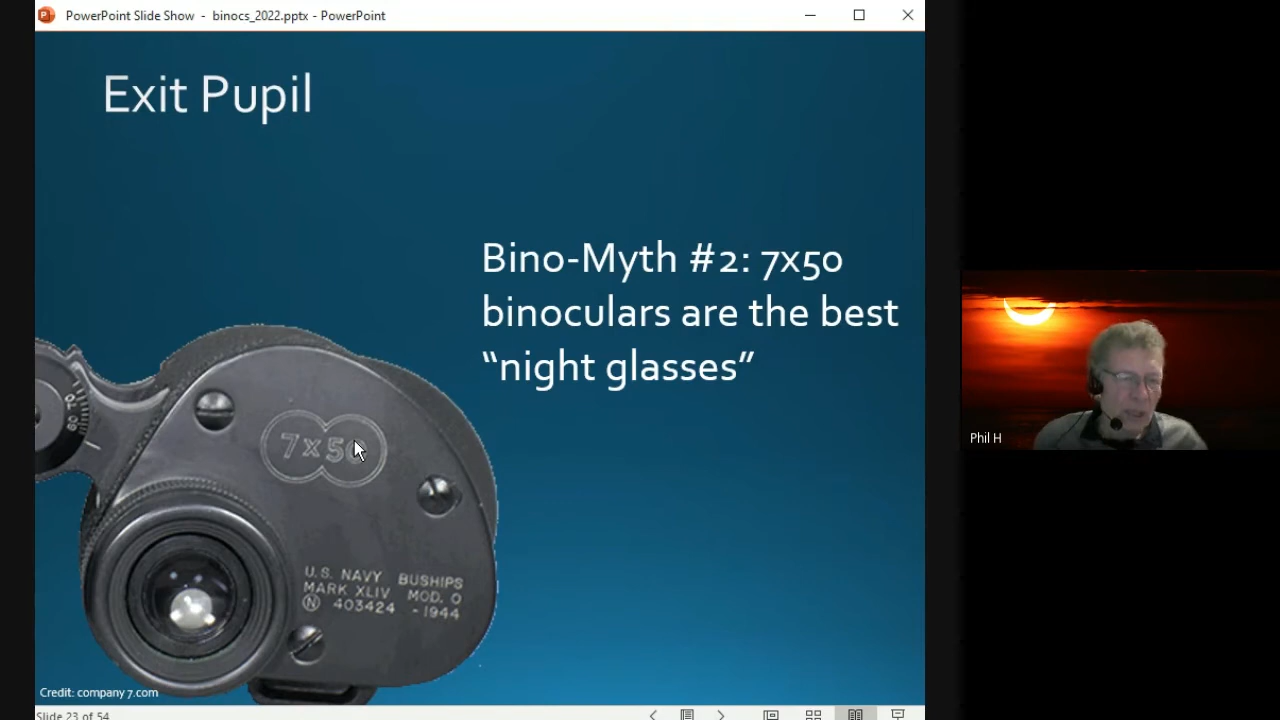 PowerPoint Slide Show - binocs_2022.pptx - PowerPoint
Exit Pupil
Bino-Myth #2: 7x50
binoculars are the best
“night glasses”
7x50
U.S. NAVY BUSHIPS
MARK XLIV MOD. 0
N 403424 -1944
Phil H
Credit: company 7.com
Slide 23 of 54